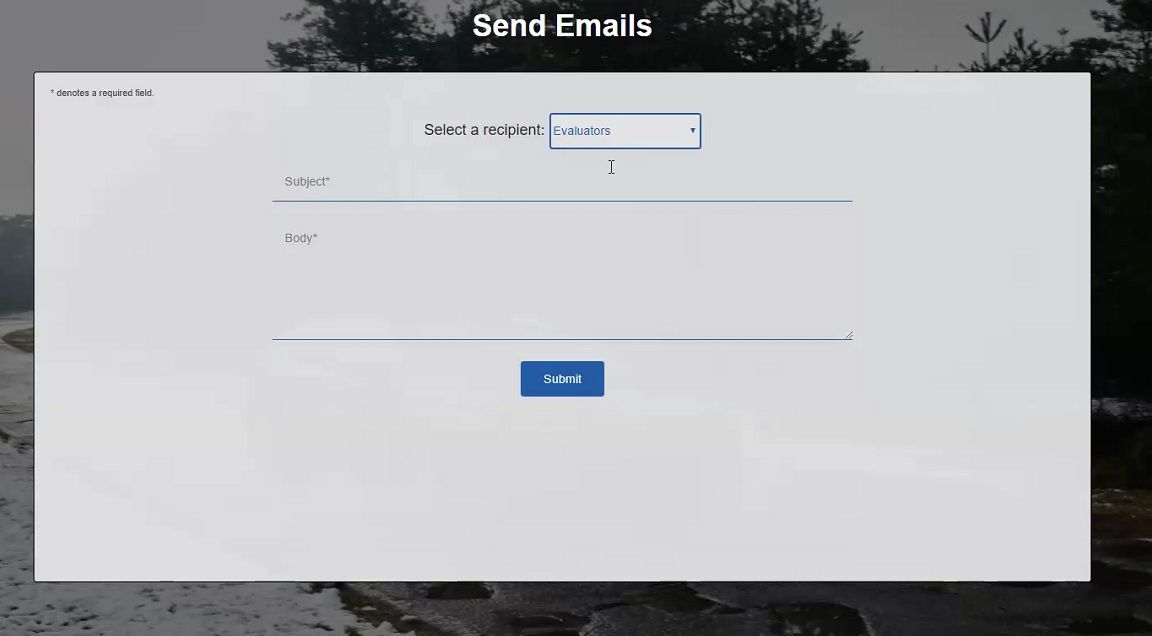 Send Emails
* denotes a required field.
Select a recipient: Evaluators
Subject*
Body*
Submit